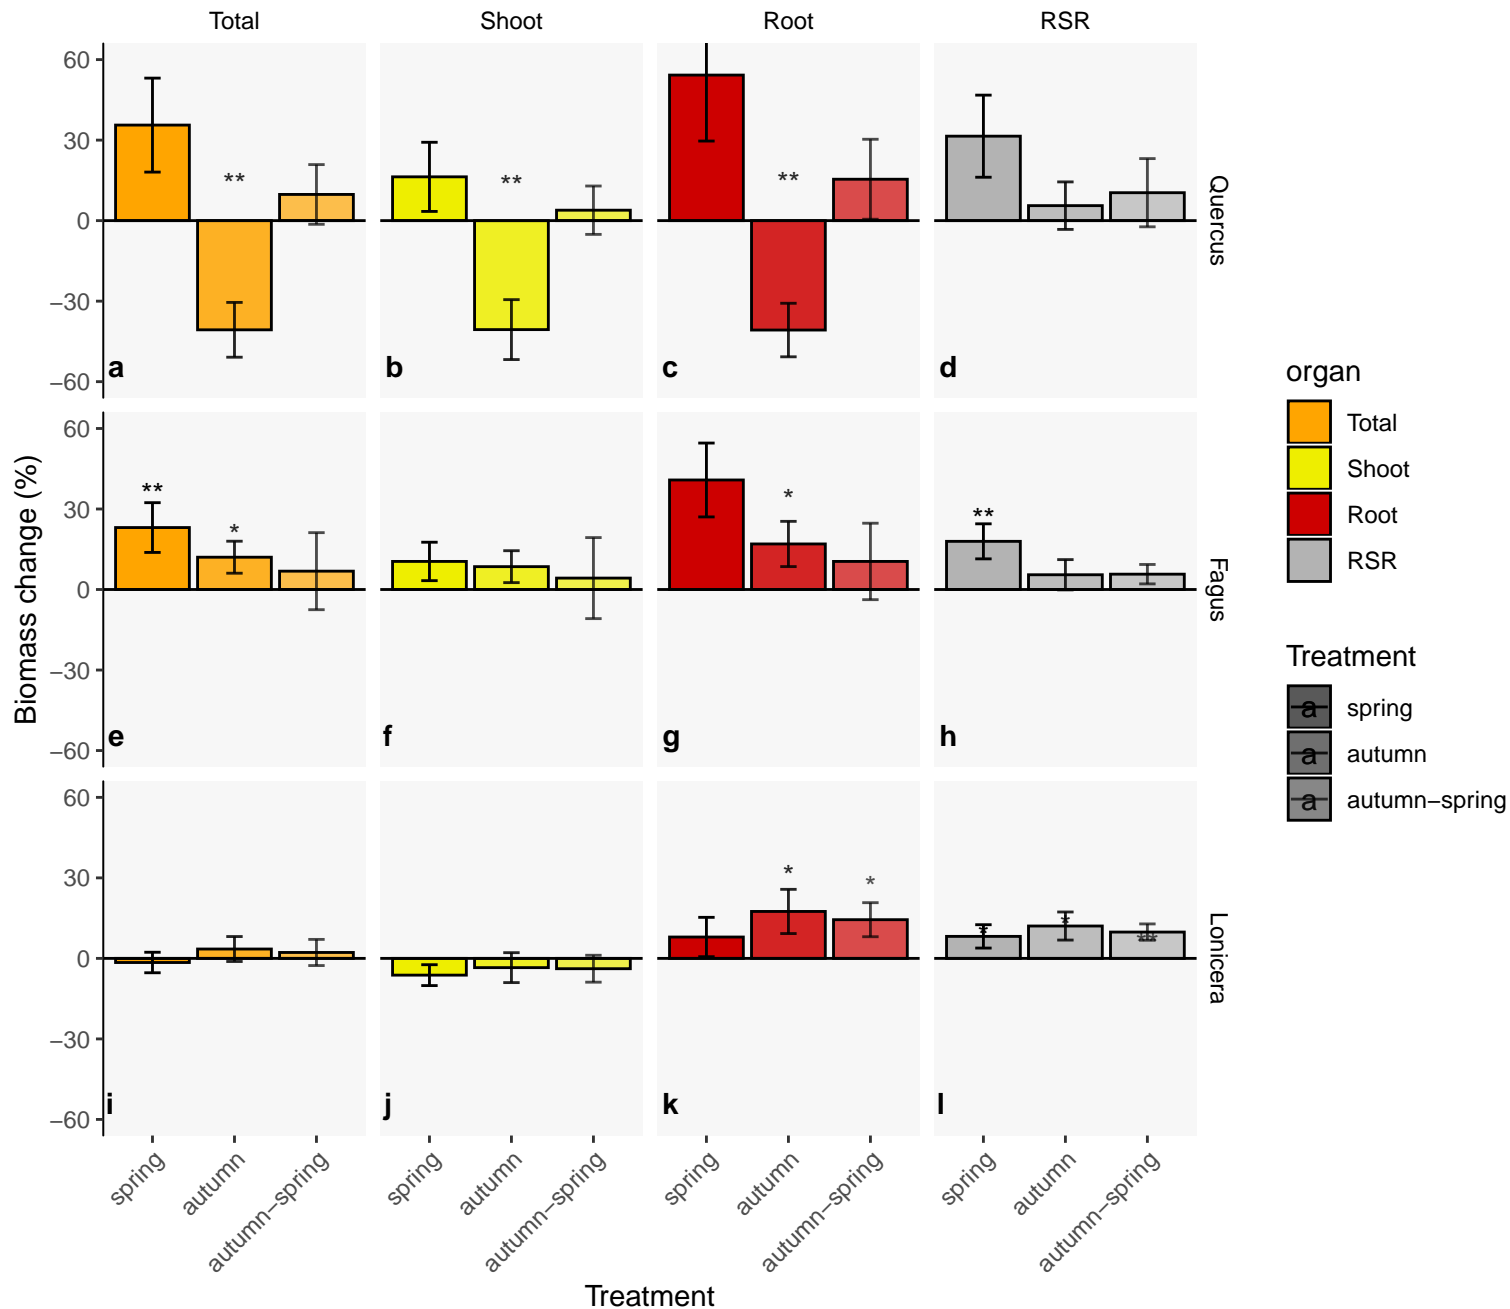 Total Shoot Root RSR
60
30
0
−30
−60
** ** **
a b c d
Quercus
60
30
0
−30
−60
** * * **
e f g h
Fagus
60
30
0
−30
−60
* * * * **
i j k l
Lonicera
spring autumn autumn−spring spring autumn autumn−spring spring autumn autumn−spring spring autumn autumn−spring
Treatment
Biomass change (%)
organ
Total
Shoot
Root
RSR
Treatment
a spring
a autumn
a autumn−spring